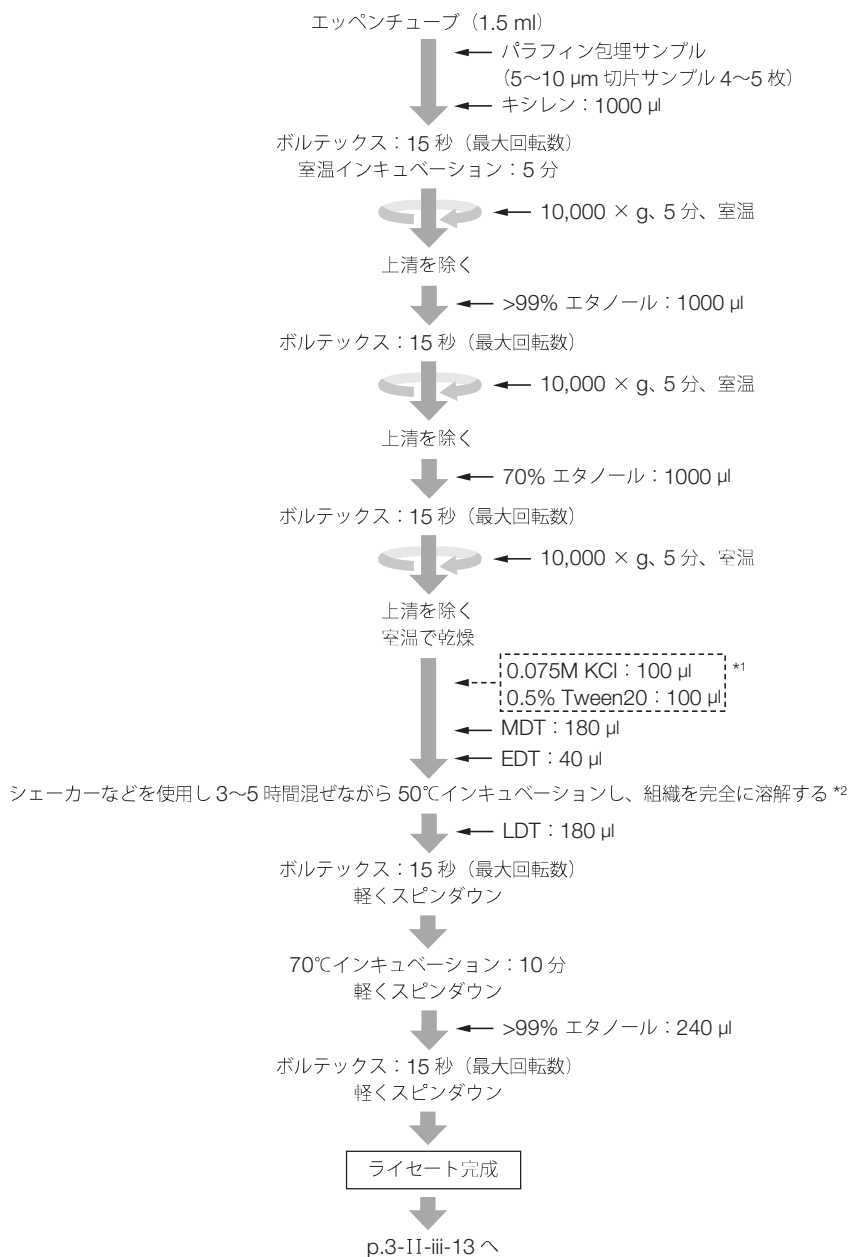 エッペンチューブ（1.5 ml）
パラフィン包埋サンプル
（5〜10 µm 切片サンプル 4〜5 枚）
キシレン：1000 µl
ボルテックス：15 秒（最大回転数）
室温インキュベーション：5 分
10,000 × g、5 分、室温
上清を除く
>99% エタノール：1000 µl
ボルテックス：15 秒（最大回転数）
10,000 × g、5 分、室温
上清を除く
70% エタノール：1000 µl
ボルテックス：15 秒（最大回転数）
10,000 × g、5 分、室温
上清を除く
室温で乾燥
0.075M KCl：100 µl *1
0.5% Tween20：100 µl
MDT：180 µl
EDT：40 µl
シェーカーなどを使用し 3〜5 時間混ぜながら 50℃インキュベーションし、組織を完全に溶解する *2
LDT：180 µl
ボルテックス：15 秒（最大回転数）
軽くスピンダウン
70℃インキュベーション：10 分
軽くスピンダウン
>99% エタノール：240 µl
ボルテックス：15 秒（最大回転数）
軽くスピンダウン
ライセート完成
p.3-II-iii-13 へ